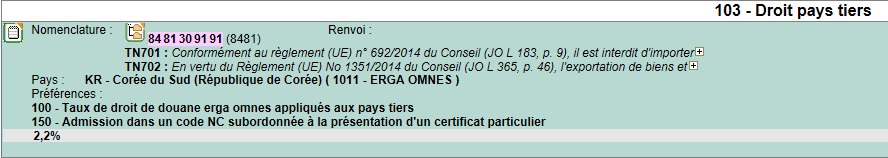 103 - Droit pays tiers
Nomenclature : 84 81 30 91 91 (8481) Renvoi :
TN701 : Conformément au règlement (UE) n° 692/2014 du Conseil (JO L 183, p. 9), il est interdit d'importer
TN702 : En vertu du Règlement (UE) No 1351/2014 du Conseil (JO L 365, p. 46), l'exportation de biens et
Pays : KR - Corée du Sud (République de Corée) ( 1011 - ERGA OMNES )
Préférences :
100 - Taux de droit de douane erga omnes appliqués aux pays tiers
150 - Admission dans un code NC subordonnée à la présentation d'un certificat particulier
2,2%